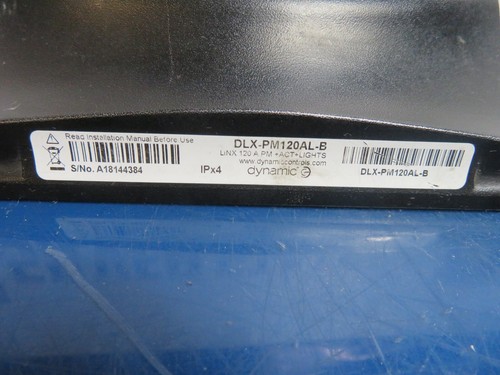 Read Installation Manual Before Use
S/No. A18144384
IPx4
DLX-PM120AL-B
LiNX 120 A PM +ACT+LIGHTS
www.dynamiccontrols.com
dynamic
DLX-PM120AL-B